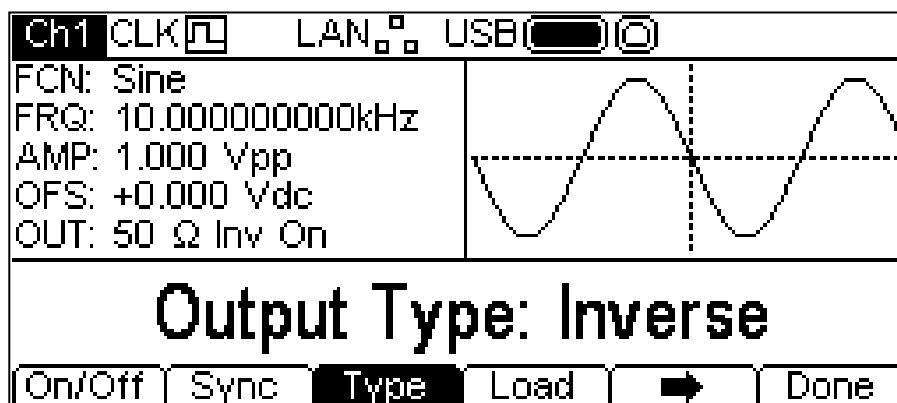 Ch1 CLK LAN USB
FCN: Sine
FRQ: 10.000000000kHz
AMP: 1.000 Vpp
OFS: +0.000 Vdc
OUT: 50 Ω Inv On
Output Type: Inverse
On/Off Sync Type Load Done